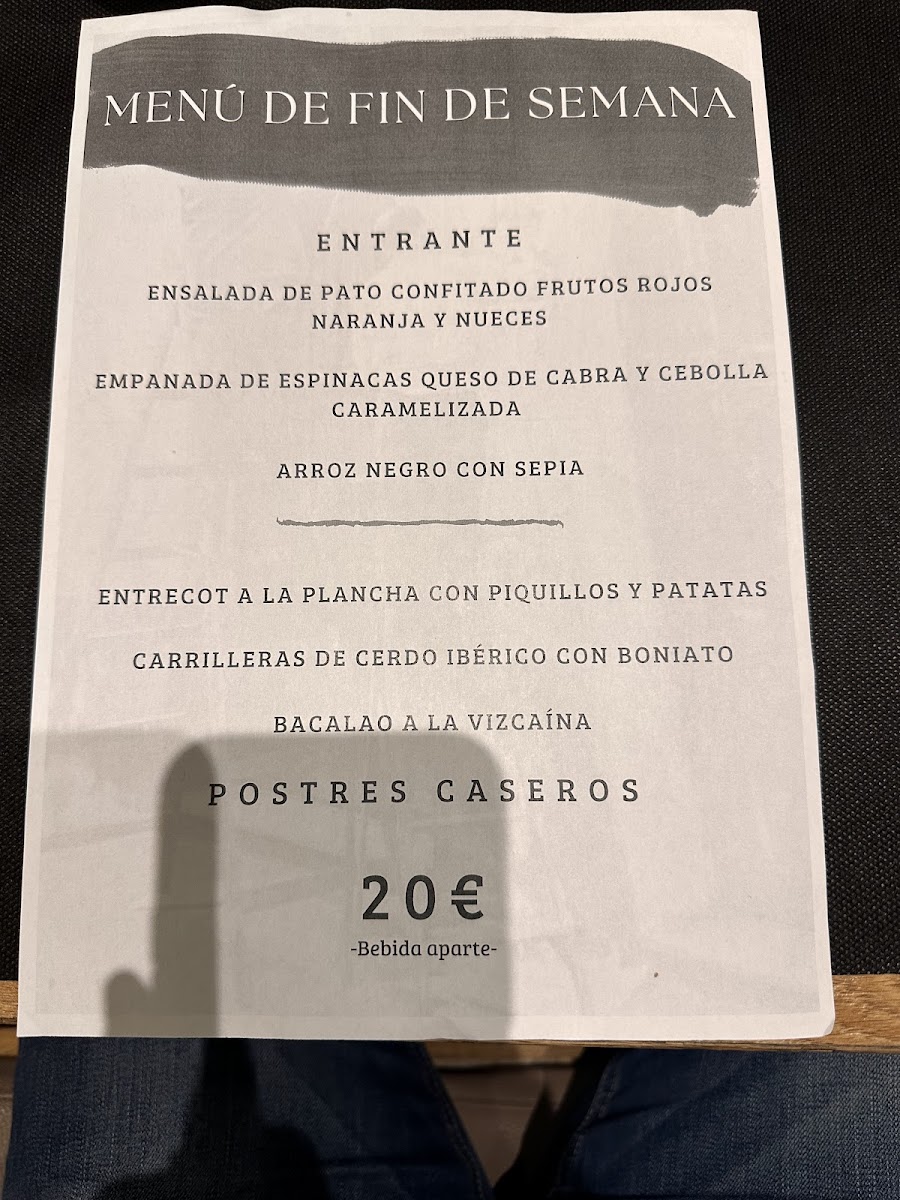 MENÚ DE FIN DE SEMANA
ENTRANTE
ENSALADA DE PATO CONFITADO FRUTOS ROJOS
NARANJA Y NUECES
EMPANADA DE ESPINACAS QUESO DE CABRA Y CEBOLLA
CARAMELIZADA
ARROZ NEGRO CON SEPIA
ENTRECOT A LA PLANCHA CON PIQUILLOS Y PATATAS
CARRILLERAS DE CERDO IBÉRICO CON BONIATO
BACALAO A LA VIZCAÍNA
POSTRES CASEROS
20€
-Bebida aparte-